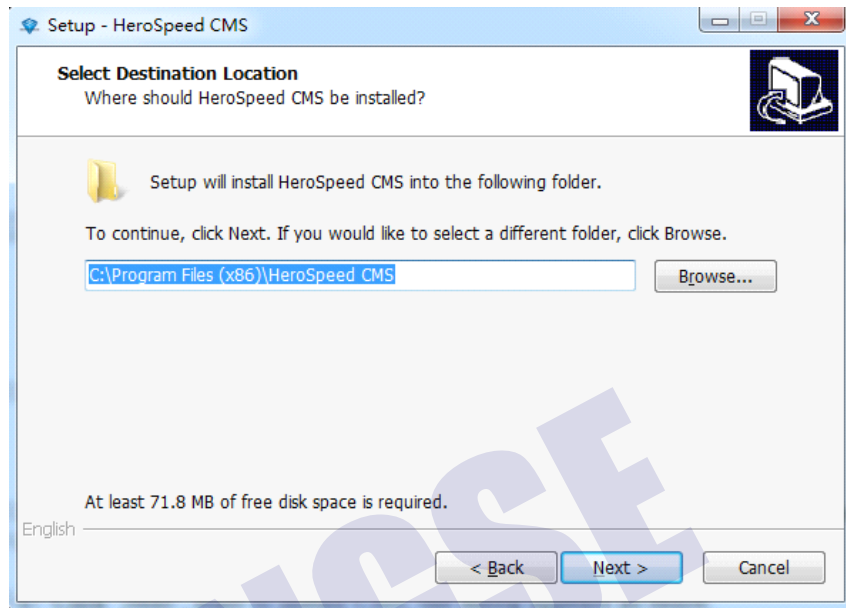 Setup - HeroSpeed CMS
Select Destination Location
Where should HeroSpeed CMS be installed?
Setup will install HeroSpeed CMS into the following folder.
To continue, click Next. If you would like to select a different folder, click Browse.
C:\Program Files (x86)\HeroSpeed CMS
Browse...
At least 71.8 MB of free disk space is required.
English
< Back
Next >
Cancel